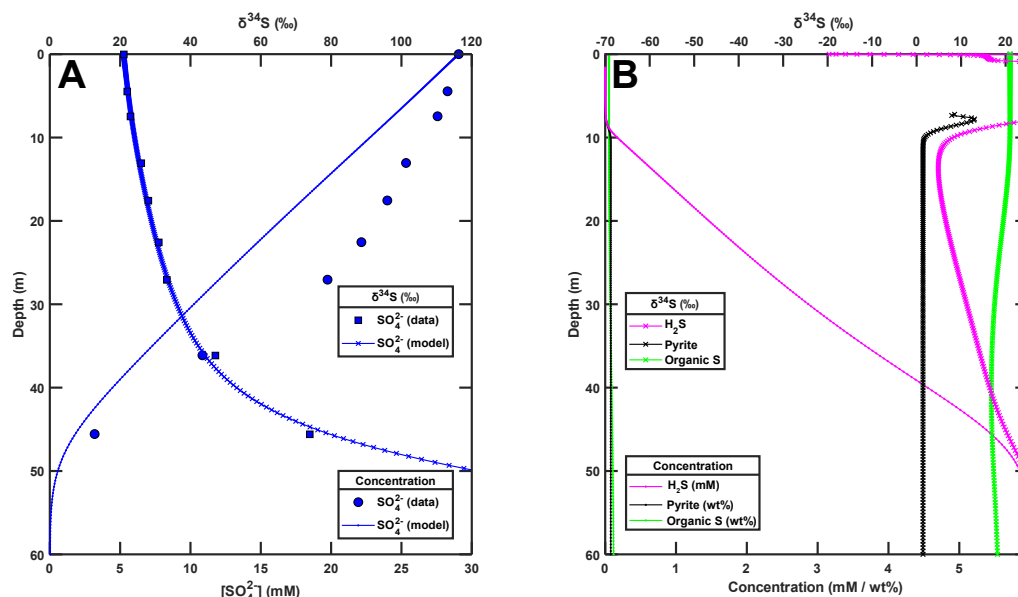 δ³⁴S (‰)
0 20 40 60 80 100 120
A
Depth (m)
0
10
20
30
40
50
60
δ³⁴S (‰)
SO₄²⁻ (data)
SO₄²⁻ (model)
Concentration
SO₄²⁻ (data)
SO₄²⁻ (model)
0 5 10 15 20 25 30
[SO₄²⁻] (mM)
δ³⁴S (‰)
-70 -60 -50 -40 -30 -20 -10 0 10 20
B
Depth (m)
0
10
20
30
40
50
60
δ³⁴S (‰)
H₂S
Pyrite
Organic S
Concentration
H₂S (mM)
Pyrite (wt%)
Organic S (wt%)
0 1 2 3 4 5
Concentration (mM / wt%)